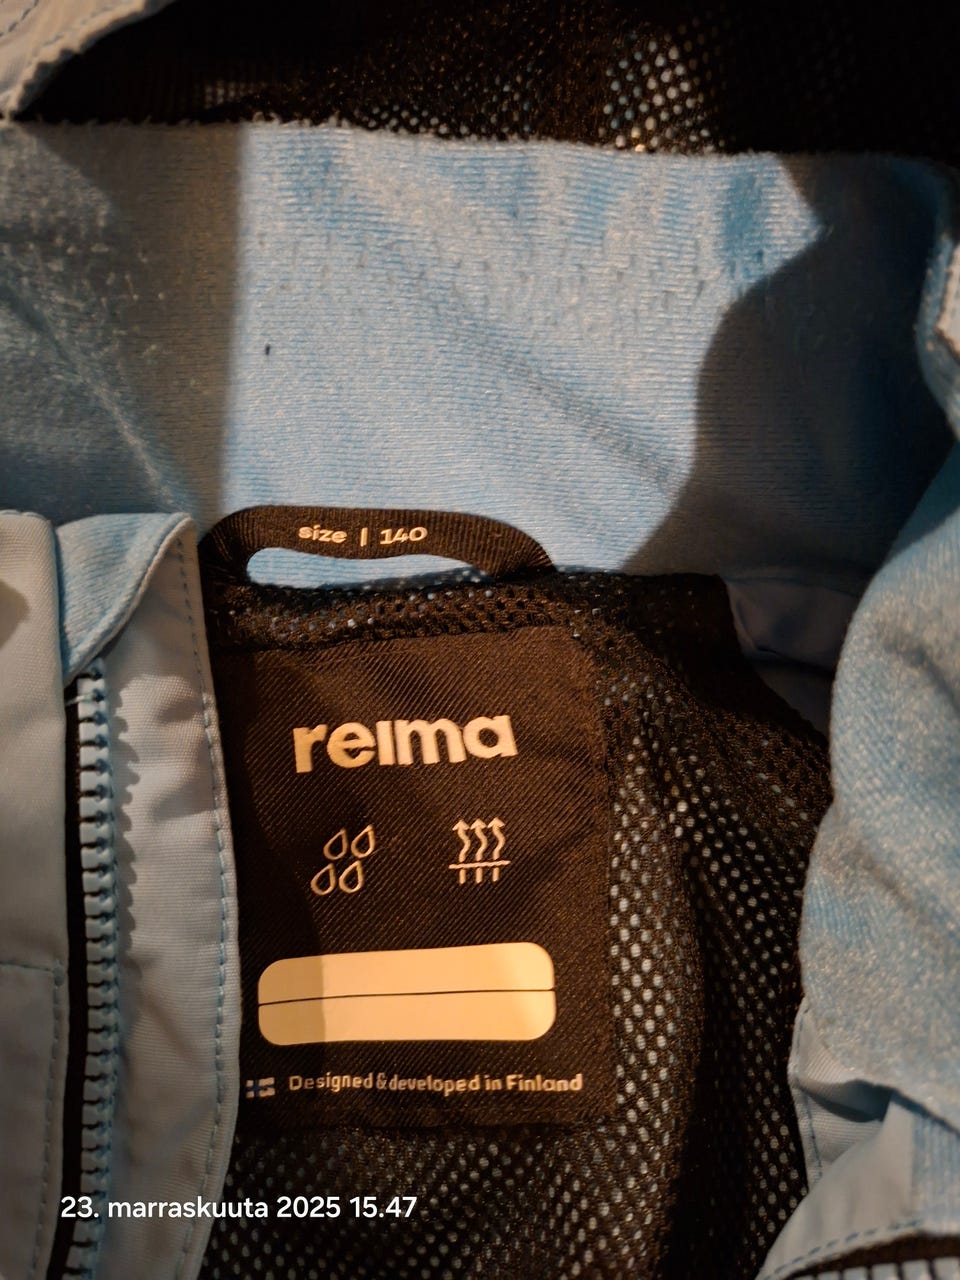 size | 140
reima
Designed & developed in Finland
23. marraskuuta 2025 15.47